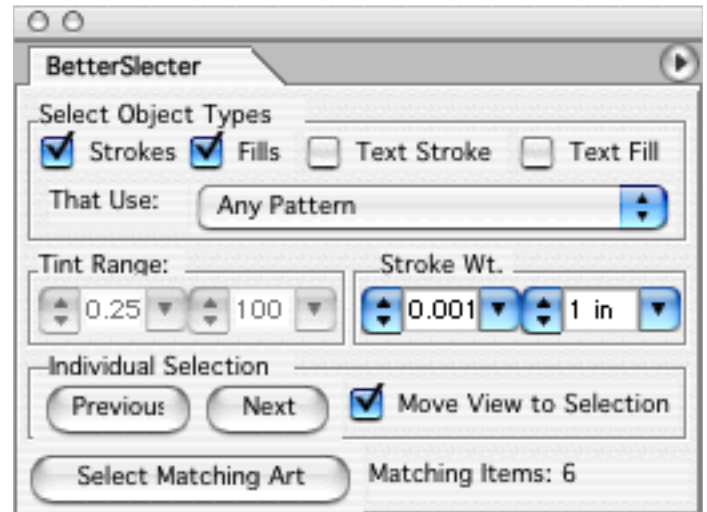 BetterSlecter
Select Object Types
Strokes Fills Text Stroke Text Fill
That Use: Any Pattern
Tint Range: Stroke Wt.
0.25 100 0.001 1 in
Individual Selection
Previous Next Move View to Selection
Select Matching Art Matching Items: 6